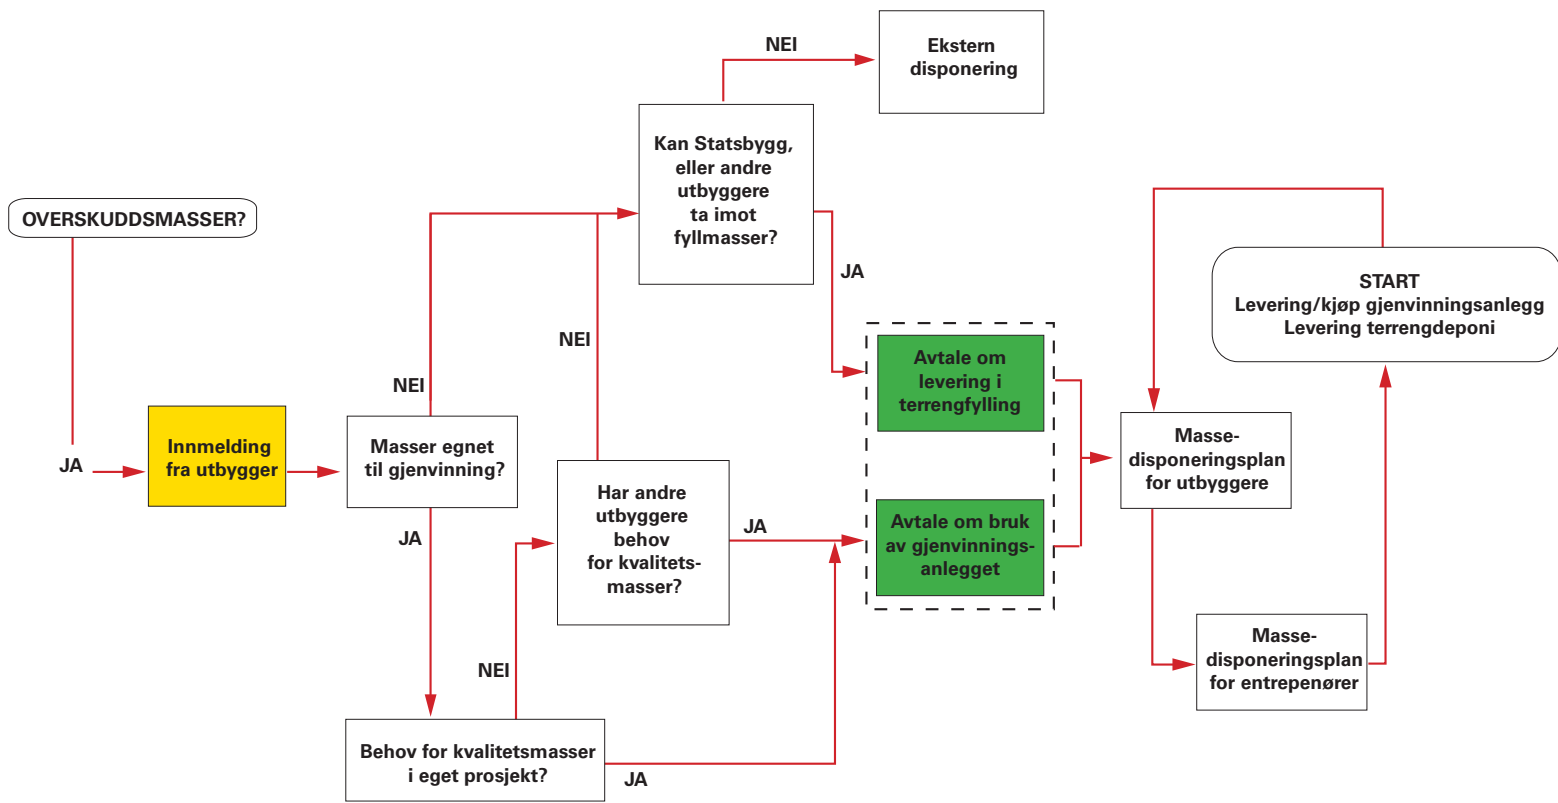 OVERSKUDDSMASSER?
JA
Innmelding
fra utbygger
Masser egnet
til gjenvinning?
NEI
JA
Behov for kvalitetsmasser
i eget prosjekt?
NEI
JA
Har andre
utbyggere
behov
for kvalitets-
masser?
NEI
JA
Kan Statsbygg,
eller andre
utbyggere
ta imot
fyllmasser?
NEI
JA
Ekstern
disponering
Avtale om
levering i
terrengfylling
Avtale om bruk
av gjenvinnings-
anlegget
Masse-
disponeringsplan
for utbyggere
Masse-
disponeringsplan
for entrepenører
START
Levering/kjøp gjenvinningsanlegg
Levering terrengdeponi